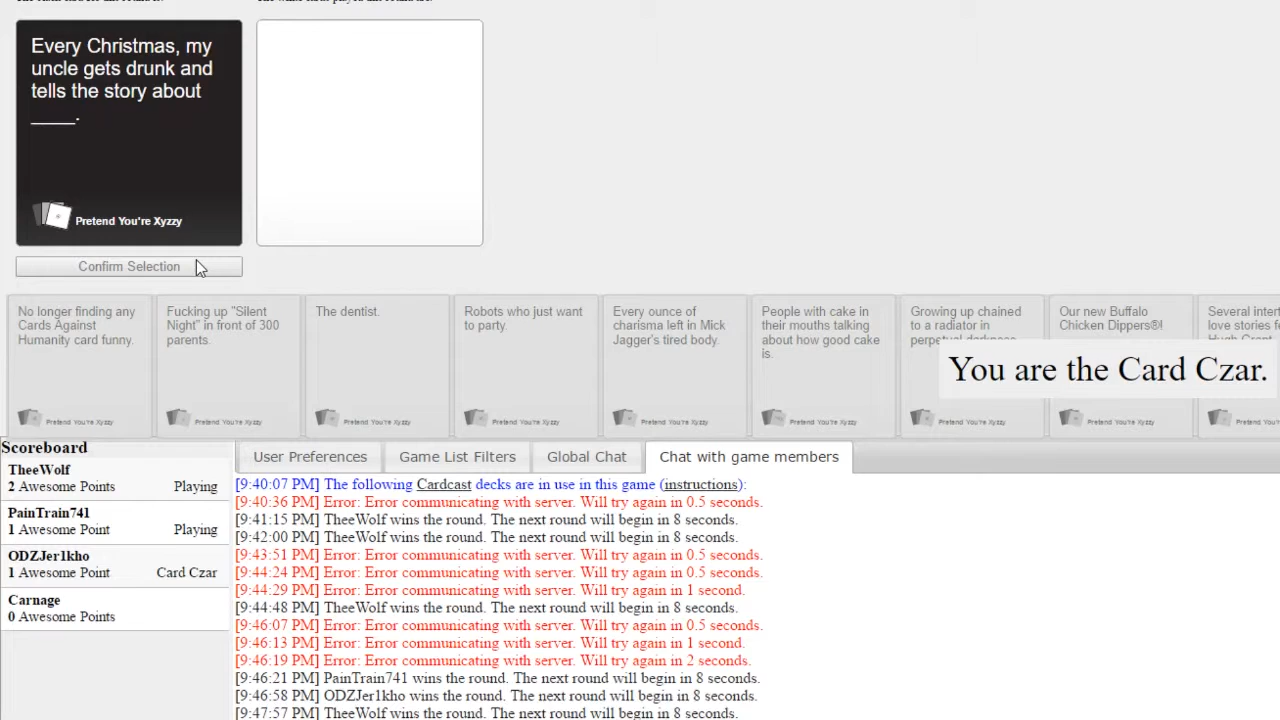 Every Christmas, my
uncle gets drunk and
tells the story about
____.
Pretend You're Xyzzy
Confirm Selection
No longer finding any
Cards Against
Humanity card funny.
Pretend You're Xyzzy
Fucking up "Silent
Night" in front of 300
parents.
Pretend You're Xyzzy
The dentist.
Pretend You're Xyzzy
Robots who just want
to party.
Pretend You're Xyzzy
Every ounce of
charisma left in Mick
Jagger's tired body.
Pretend You're Xyzzy
People with cake in
their mouths talking
about how good cake
is.
Pretend You're Xyzzy
Growing up chained
to a radiator in
perpetual darkness.
Pretend You're Xyzzy
Our new Buffalo
Chicken Dippers®!
Pretend You're Xyzzy
Several
love stories
Hugh Grant
Pretend You're
You are the Card Czar.
Scoreboard
TheeWolf
2 Awesome Points Playing
PainTrain741
1 Awesome Point Playing
ODZJer1kho
1 Awesome Point Card Czar
Carnage
0 Awesome Points
User Preferences Game List Filters Global Chat Chat with game members
[9:40:07 PM] The following Cardcast decks are in use in this game (instructions):
[9:40:36 PM] Error: Error communicating with server. Will try again in 0.5 seconds.
[9:41:15 PM] TheeWolf wins the round. The next round will begin in 8 seconds.
[9:42:00 PM] TheeWolf wins the round. The next round will begin in 8 seconds.
[9:43:51 PM] Error: Error communicating with server. Will try again in 0.5 seconds.
[9:44:24 PM] Error: Error communicating with server. Will try again in 0.5 seconds.
[9:44:29 PM] Error: Error communicating with server. Will try again in 1 second.
[9:44:48 PM] TheeWolf wins the round. The next round will begin in 8 seconds.
[9:46:07 PM] Error: Error communicating with server. Will try again in 0.5 seconds.
[9:46:13 PM] Error: Error communicating with server. Will try again in 1 second.
[9:46:19 PM] Error: Error communicating with server. Will try again in 2 seconds.
[9:46:21 PM] PainTrain741 wins the round. The next round will begin in 8 seconds.
[9:46:58 PM] ODZJer1kho wins the round. The next round will begin in 8 seconds.
[9:47:57 PM] TheeWolf wins the round. The next round will begin in 8 seconds.